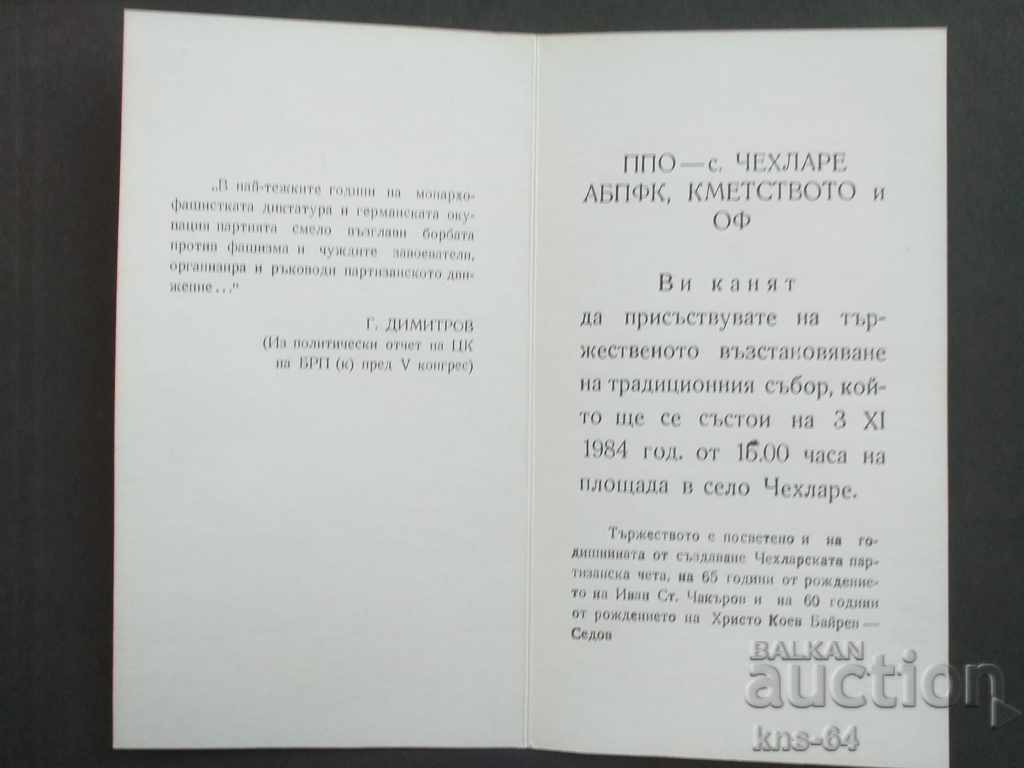 „В най-тежките години на монархо-
фашистката диктатура и германската оку-
пация партията смело възглави борбата
против фашизма и чуждите завоеватели,
организира и ръководи партизанското дви-
жение..."
Г. ДИМИТРОВ
(Из политически отчет на ЦК
на БРП (к) пред V конгрес)
ППО — с. ЧЕХЛАРЕ
АБПФК, КМЕТСТВОТО и
ОФ
Ви канят
да присъствувате на тър-
жественото възстановяване
на традиционния събор, кой-
то ще се състои на 3 XI
1984 год. от 16.00 часа на
площада в село Чехларе.
Тържеството е посветено и на го-
дишнината от създаване Чехларската пар-
тизанска чета, на 65 години от рождение-
то на Иван Ст. Чакъров и на 60 години
от рождението на Христо Коев Байрев —
Седов
BALKAN
auction
kns-64